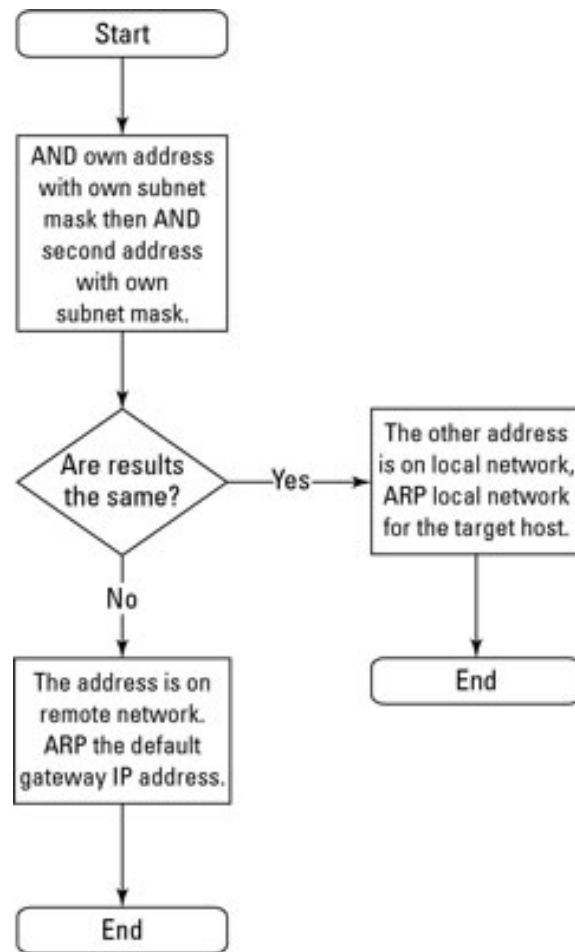 Start
AND own address
with own subnet
mask then AND
second address
with own
subnet mask.
Are results
the same?
Yes
The other address
is on local network,
ARP local network
for the target host.
End
No
The address is on
remote network.
ARP the default
gateway IP address.
End